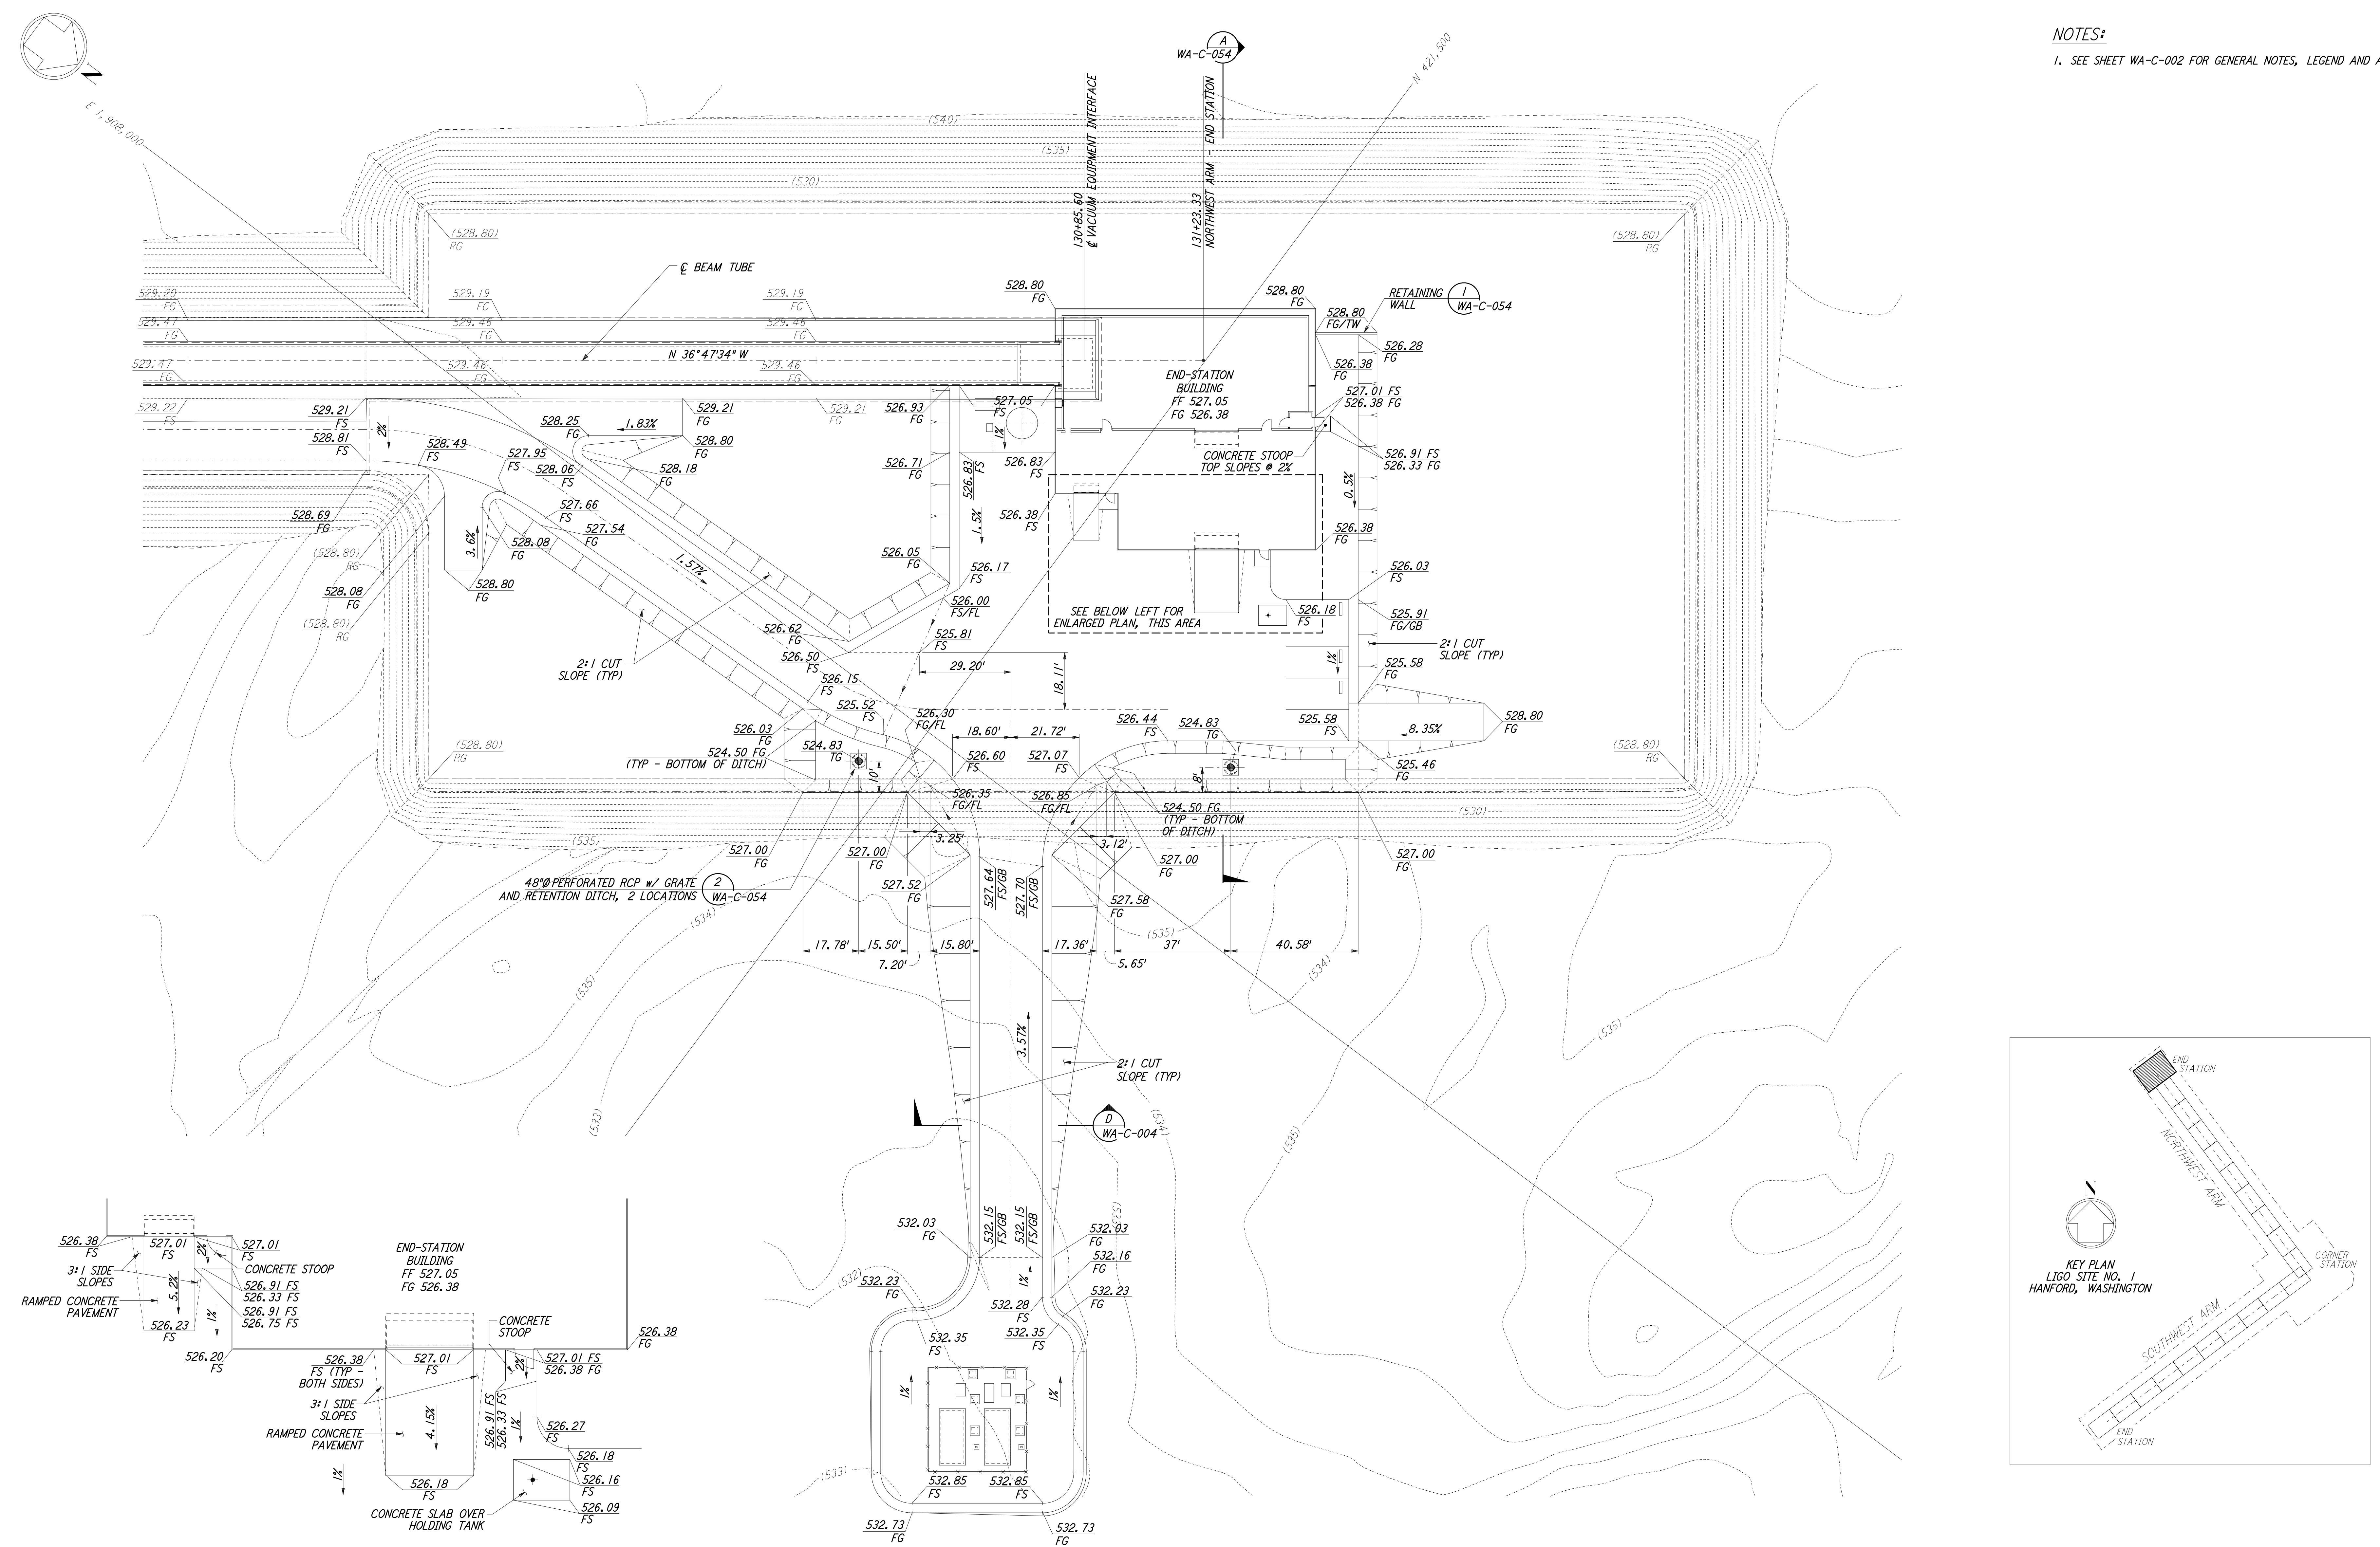 NOTES:
1. SEE SHEET WA-C-002 FOR GENERAL NOTES, LEGEND AND
N
E 1,908,000
A
WA-C-054
N 421,500
130+85.60
℄ VACUUM EQUIPMENT INTERFACE
131+23.33
NORTHWEST ARM - END STATION
(540)
(535)
(530)
(528.80)
RG
(528.80)
RG
℄ BEAM TUBE
528.80
FG
528.80
FG
RETAINING
WALL
1
WA-C-054
529.20
FG
529.19
FG
529.19
FG
528.80
FG/TW
529.47
FG
529.46
FG
529.46
FG
N 36°47'34" W
526.28
FG
526.38
FG
529.47
FG
529.46
FG
529.46
FG
END-STATION
BUILDING
FF 527.05
FG 526.38
527.01 FS
526.38 FG
529.22
FS
529.21
FS
2%
528.25
FG
1.83%
529.21
FG
529.21
FG
526.93
FG
527.05
FS
1%
528.81
FS
528.49
FS
527.95
FS
528.06
FS
528.80
FG
528.18
FG
526.71
FG
526.83
FS
526.83
FS
CONCRETE STOOP
TOP SLOPES @ 2%
526.91 FS
526.33 FG
0.5%
528.69
FG
527.66
FS
527.54
FG
526.38
FS
1.5%
526.38
FG
(528.80)
RG
3.6%
528.08
FG
1.57%
526.05
FG
526.17
FS
526.03
FS
528.08
FG
528.80
FG
526.00
FS/FL
SEE BELOW LEFT FOR
ENLARGED PLAN, THIS AREA
526.18
FS
525.91
FG/GB
(528.80)
RG
526.62
FG
525.81
FS
2:1 CUT
SLOPE (TYP)
526.50
FS
29.20'
18.11'
1%
2:1 CUT
SLOPE (TYP)
525.58
FG
526.15
FS
525.52
FS
526.30
FG/FL
526.03
FG
524.83
TG
18.60'
21.72'
526.44
FS
524.83
TG
525.58
FS
8.35%
528.80
FG
(528.80)
RG
524.50 FG
(TYP - BOTTOM OF DITCH)
10'
526.60
FS
527.07
FS
8'
525.46
FG
(528.80)
RG
526.35
FG/FL
526.85
FG/FL
524.50 FG
(TYP - BOTTOM
OF DITCH)
(530)
(535)
3.25'
3.12'
527.00
FG
527.00
FG
527.00
FG
527.00
FG
48"Ø PERFORATED RCP w/ GRATE
AND RETENTION DITCH, 2 LOCATIONS
2
WA-C-054
527.52
FG
527.64
FS/GB
527.70
FS/GB
527.58
FG
(534)
(535)
(534)
17.78'
15.50'
15.80'
17.36'
37'
40.58'
7.20'
5.65'
(535)
(535)
3.57%
2:1 CUT
SLOPE (TYP)
(533)
D
WA-C-004
(534)
(535)
532.03
FG
532.15
FS/GB
532.15
FS/GB
532.03
FG
532.16
FG
(532)
532.23
FG
1%
532.28
FS
532.23
FG
532.35
FS
532.35
FS
1%
1%
(533)
532.85
FS
532.85
FS
532.73
FG
532.73
FG
526.38
FS
527.01
FS
2%
527.01
FS
3:1 SIDE
SLOPES
CONCRETE STOOP
5.2%
526.91 FS
526.33 FS
RAMPED CONCRETE
PAVEMENT
1%
526.91 FS
526.75 FS
526.23
FS
526.20
FS
END-STATION
BUILDING
FF 527.05
FG 526.38
CONCRETE
STOOP
526.38
FG
526.38
FS (TYP -
BOTH SIDES)
527.01
FS
2%
527.01 FS
526.38 FG
3:1 SIDE
SLOPES
526.91 FS
526.33 FS
1%
526.27
FS
RAMPED CONCRETE
PAVEMENT
4.15%
526.18
FS
1%
526.18
FS
526.16
FS
CONCRETE SLAB OVER
HOLDING TANK
526.09
FS
END
STATION
NORTHWEST ARM
N
CORNER
STATION
KEY PLAN
LIGO SITE NO. 1
HANFORD, WASHINGTON
SOUTHWEST ARM
END
STATION